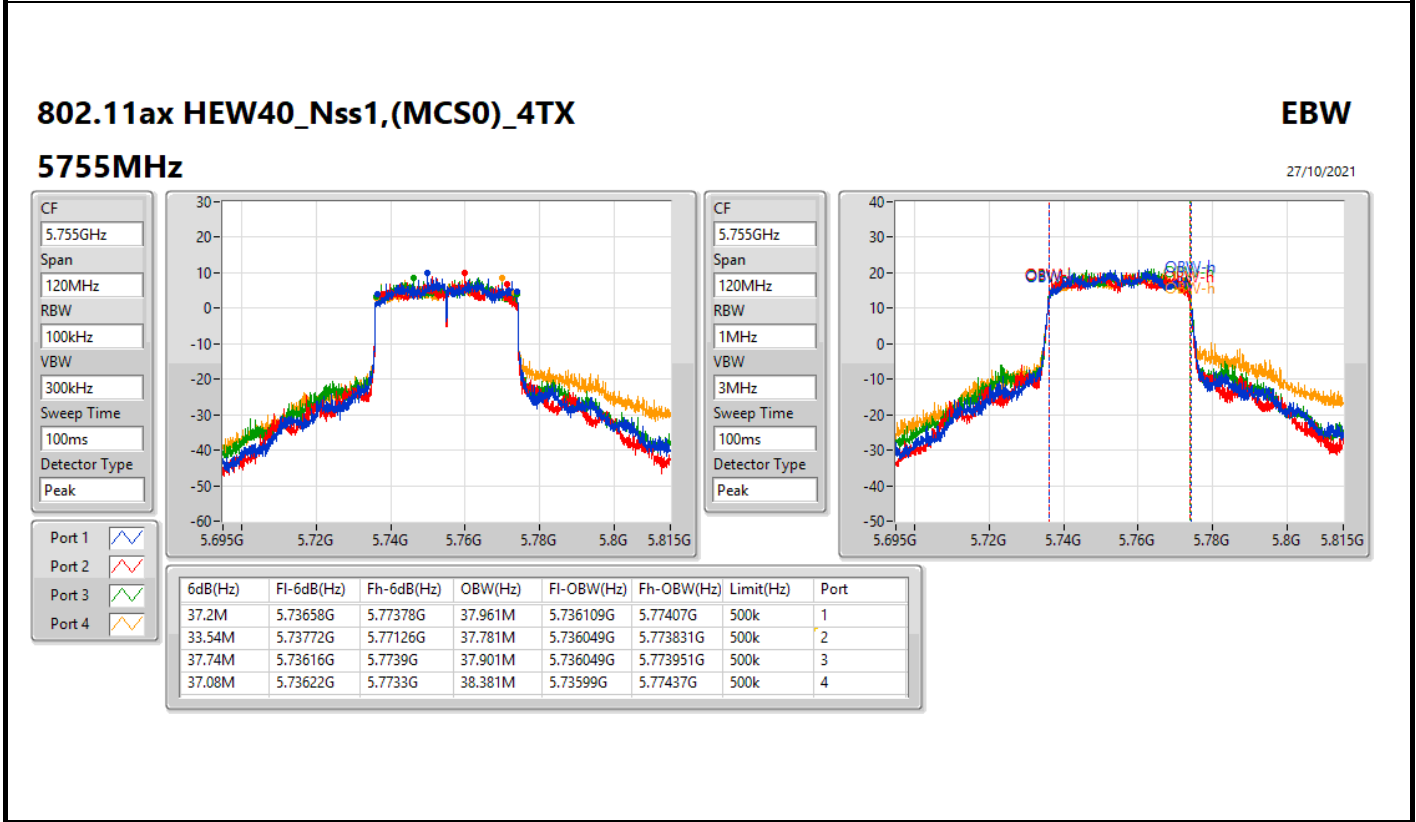 802.11ax HEW40_Nss1,(MCS0)_4TX
EBW
5755MHz
27/10/2021
CF
5.755GHz
Span
120MHz
RBW
100kHz
VBW
300kHz
Sweep Time
100ms
Detector Type
Peak
30
20
10
0
-10
-20
-30
-40
-50
-60
5.695G 5.72G 5.74G 5.76G 5.78G 5.8G 5.815G
CF
5.755GHz
Span
120MHz
RBW
1MHz
VBW
3MHz
Sweep Time
100ms
Detector Type
Peak
40
30
20
10
0
-10
-20
-30
-40
-50
OBW
OBW-h
5.695G 5.72G 5.74G 5.76G 5.78G 5.8G 5.815G
Port 1
Port 2
Port 3
Port 4
6dB(Hz) Fl-6dB(Hz) Fh-6dB(Hz) OBW(Hz) Fl-OBW(Hz) Fh-OBW(Hz) Limit(Hz) Port
37.2M 5.73658G 5.77378G 37.961M 5.736109G 5.77407G 500k 1
33.54M 5.73772G 5.77126G 37.781M 5.736049G 5.773831G 500k 2
37.74M 5.73616G 5.7739G 37.901M 5.736049G 5.773951G 500k 3
37.08M 5.73622G 5.7733G 38.381M 5.73599G 5.77437G 500k 4